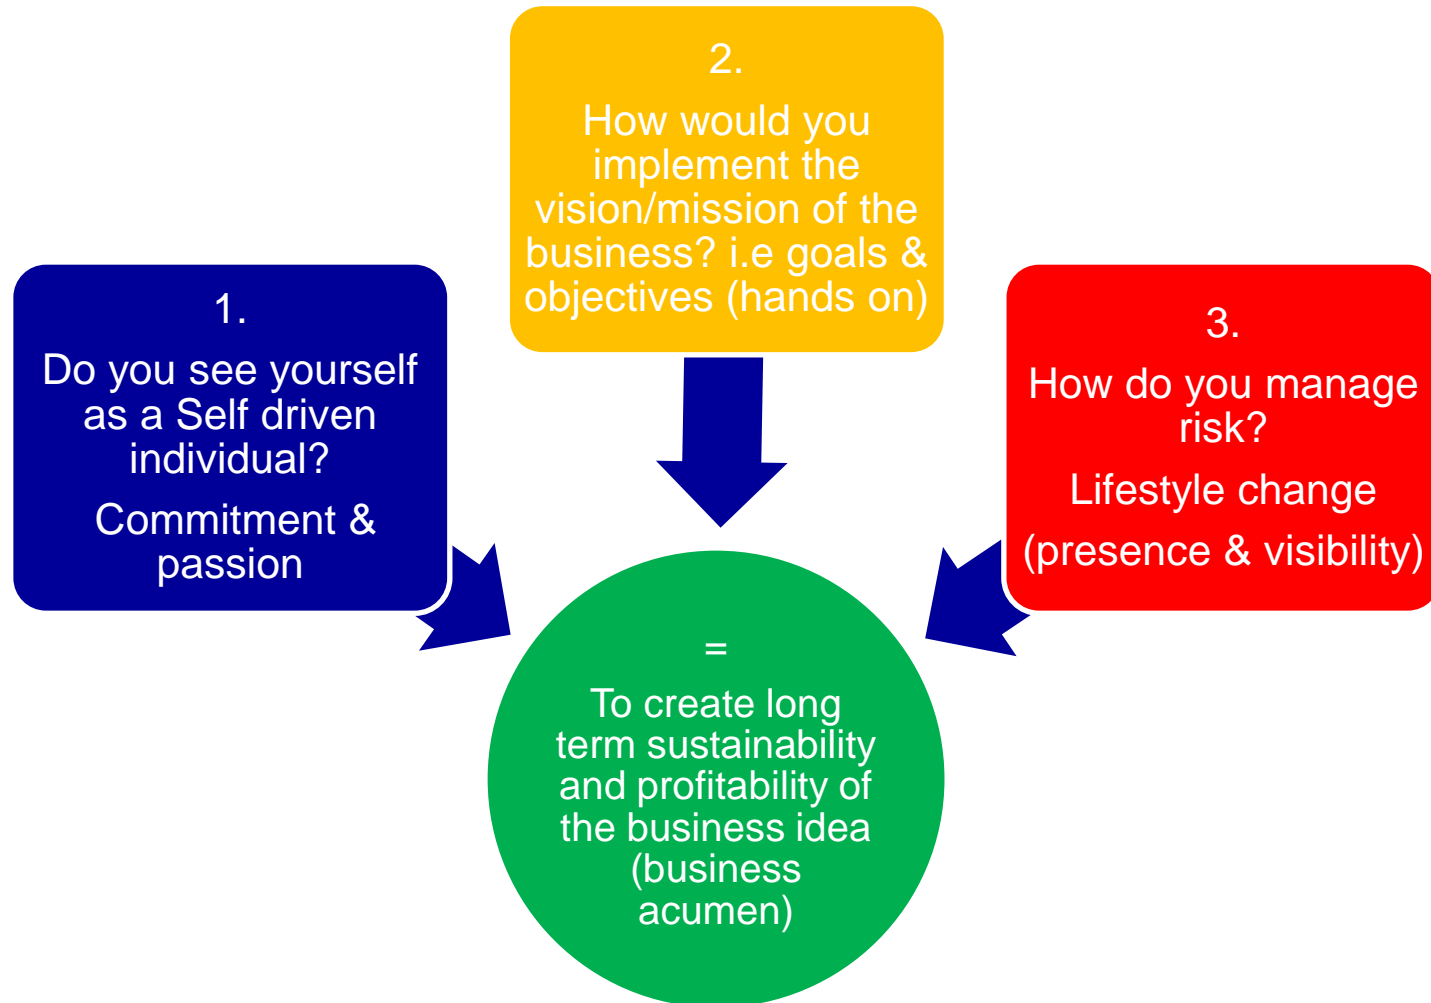 1.
Do you see yourself
as a Self driven
individual?
Commitment &
passion
2.
How would you
implement the
vision/mission of the
business? i.e goals &
objectives (hands on)
3.
How do you manage
risk?
Lifestyle change
(presence & visibility)
=
To create long
term sustainability
and profitability of
the business idea
(business
acumen)